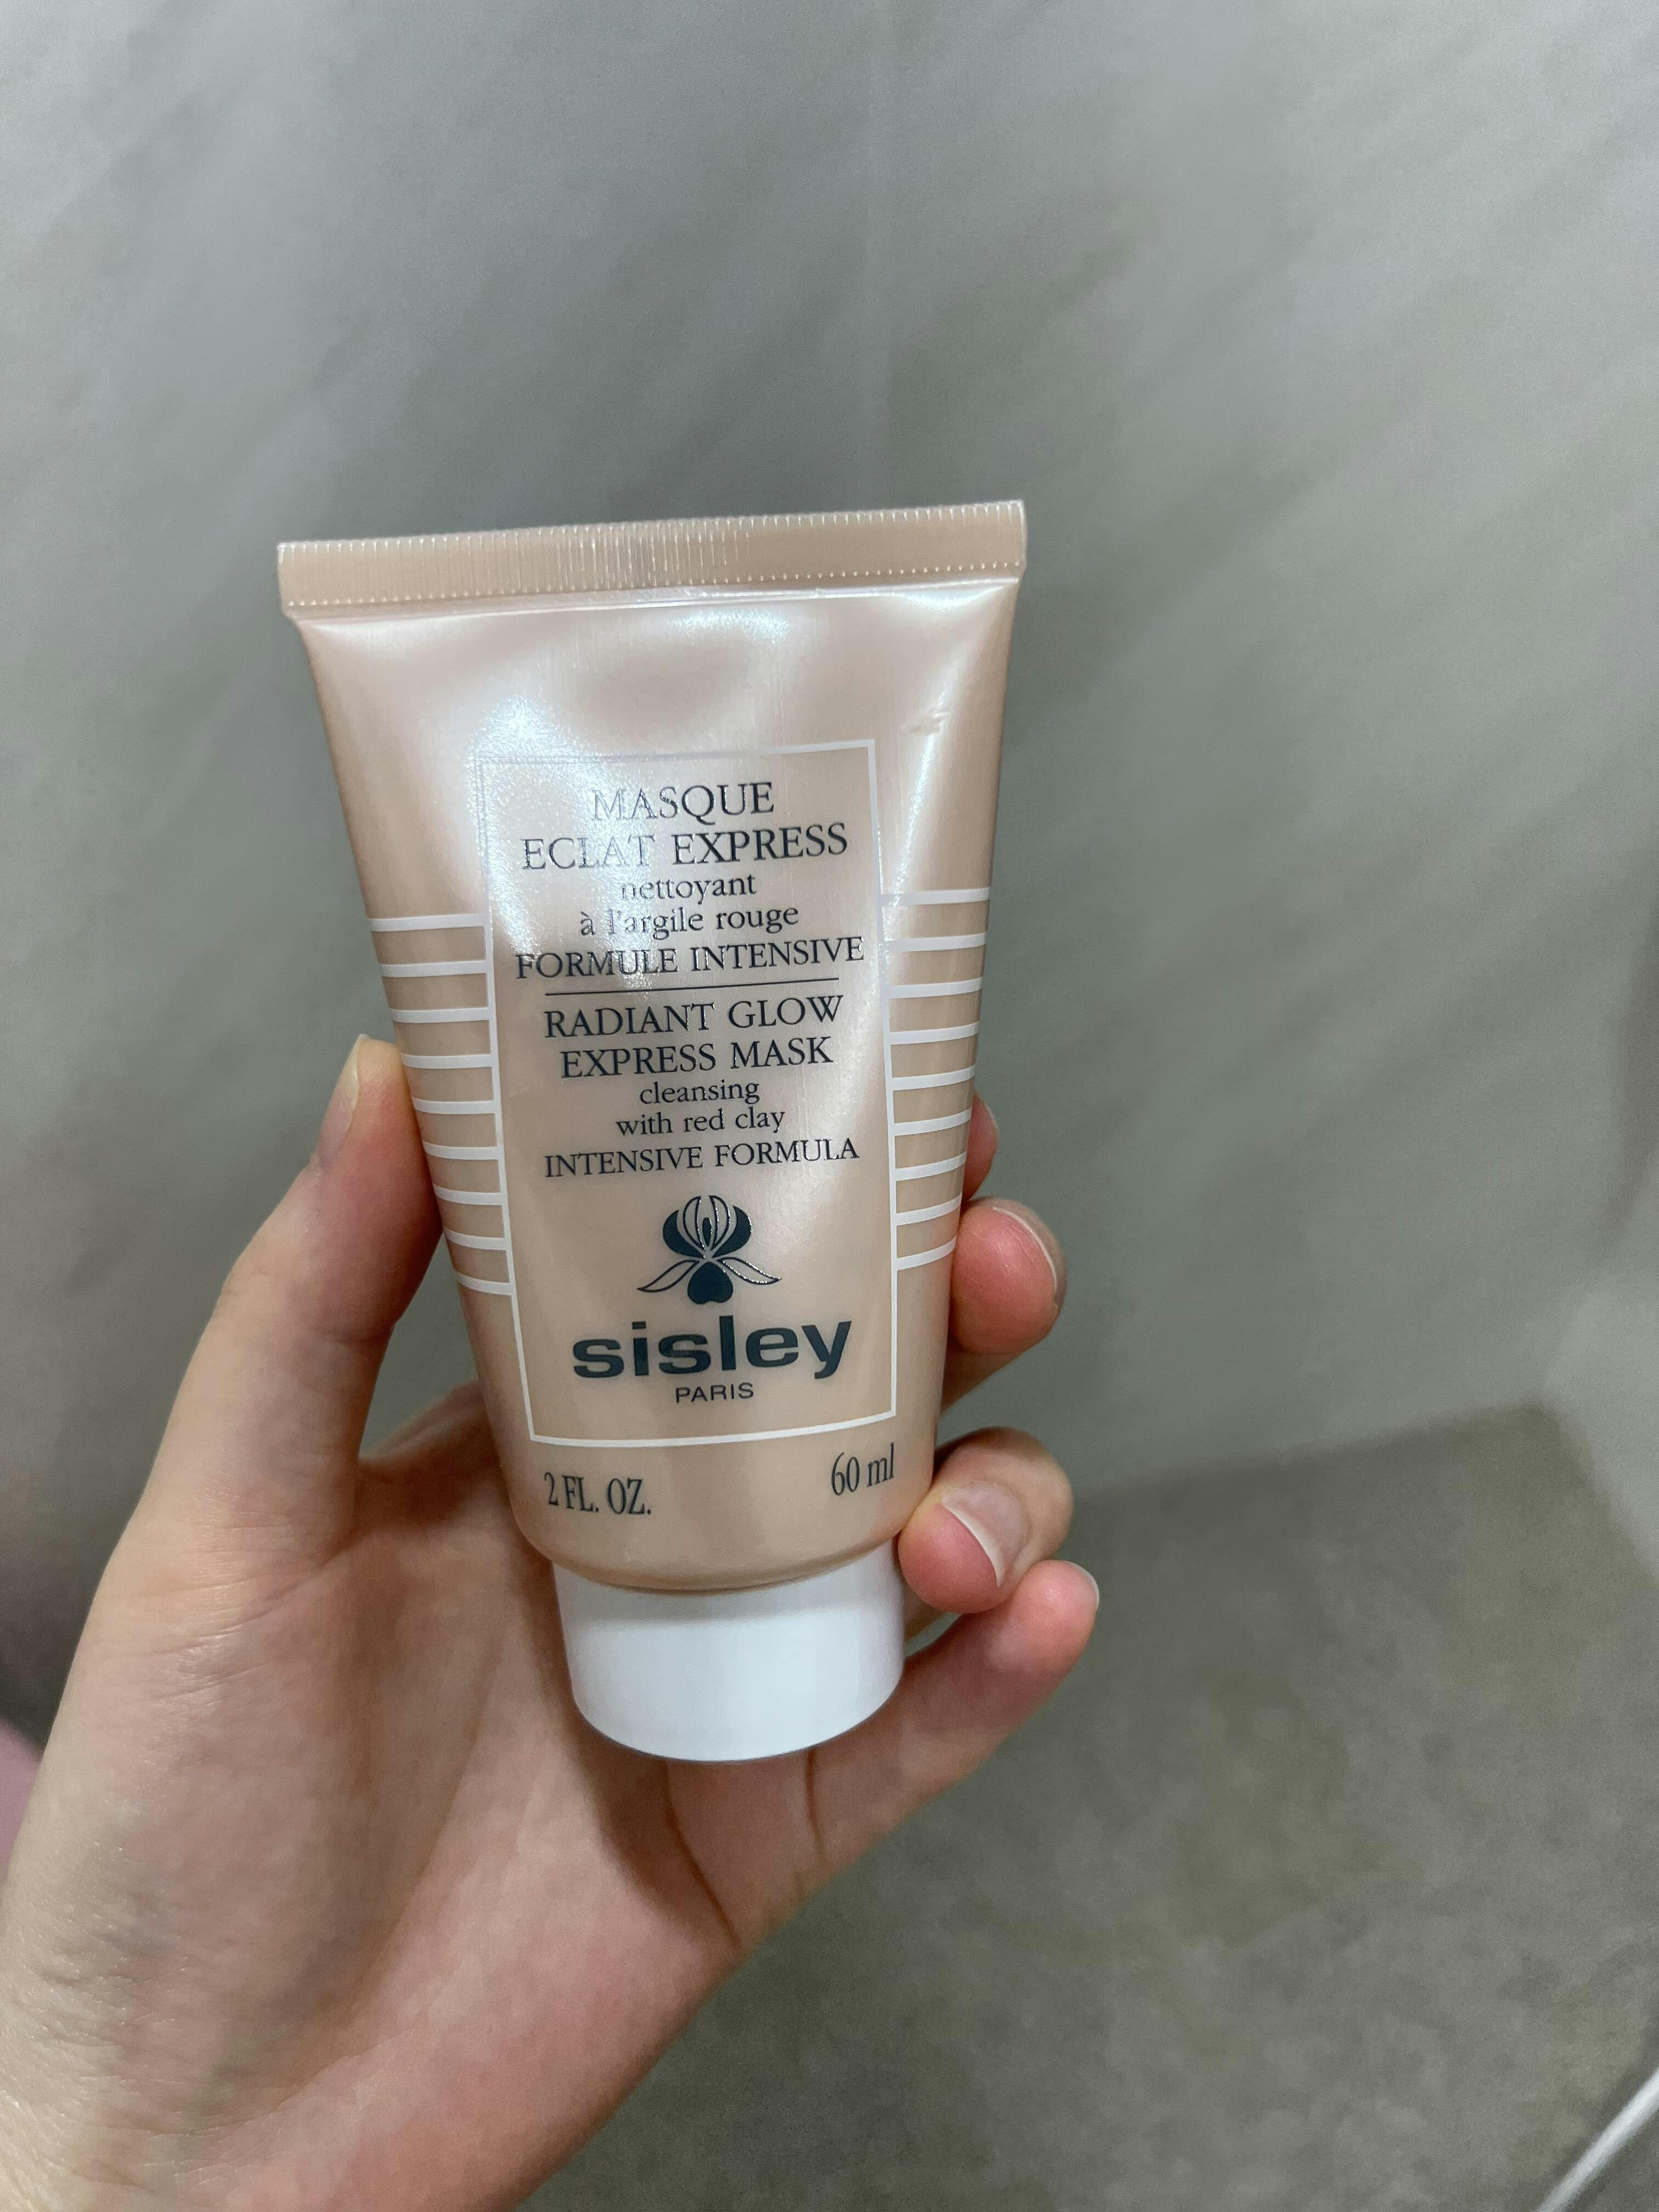 MASQUE
ECLAT EXPRESS
nettoyant
à l'argile rouge
FORMULE INTENSIVE
RADIANT GLOW
EXPRESS MASK
cleansing
with red clay
INTENSIVE FORMULA
sisley
PARIS
2 FL. OZ. 60 ml